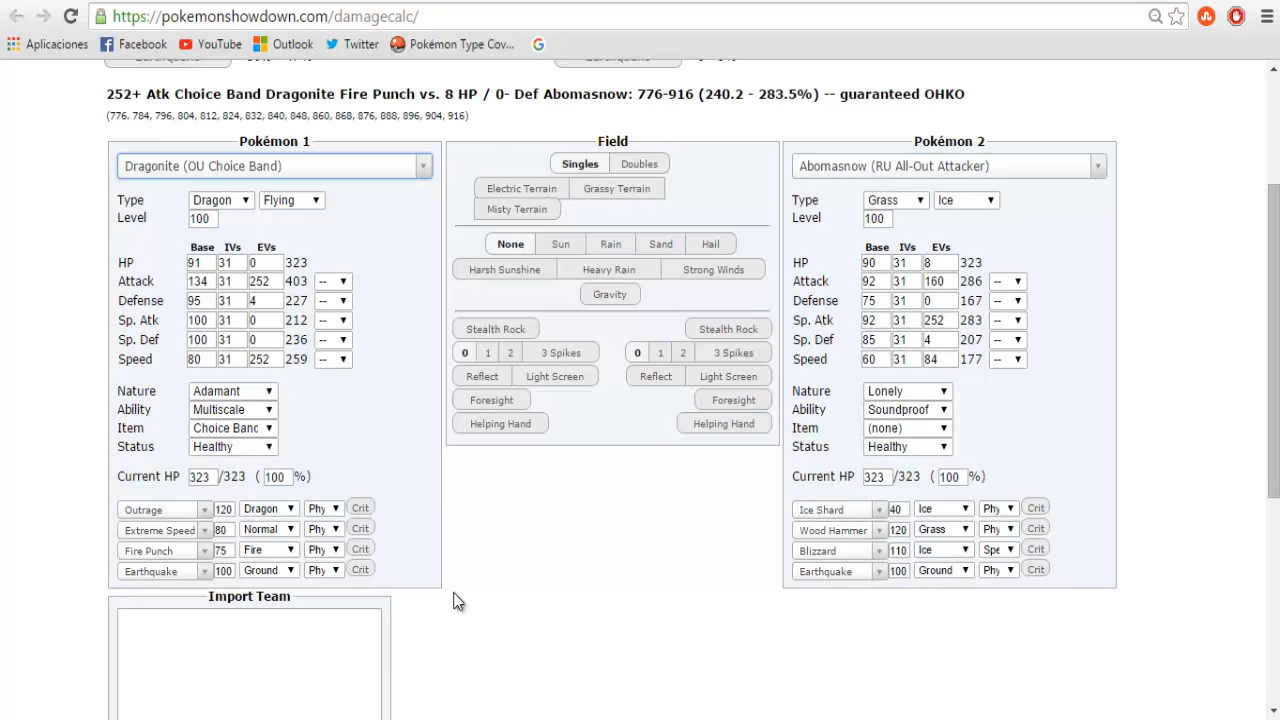 https://pokemonshowdown.com/damagecalc/
Aplicaciones Facebook YouTube Outlook Twitter Pokémon Type Cov...
252+ Atk Choice Band Dragonite Fire Punch vs. 8 HP / 0- Def Abomasnow: 776-916 (240.2 - 283.5%) -- guaranteed OHKO
(776, 784, 796, 804, 812, 824, 832, 840, 848, 860, 868, 876, 888, 896, 904, 916)
Pokémon 1
Dragonite (OU Choice Band)
Type Dragon Flying
Level 100
Base IVs EVs
HP 91 31 0 323
Attack 134 31 252 403 --
Defense 95 31 4 227 --
Sp. Atk 100 31 0 212 --
Sp. Def 100 31 0 236 --
Speed 80 31 252 259 --
Nature Adamant
Ability Multiscale
Item Choice Band
Status Healthy
Current HP 323 /323 ( 100 %)
Outrage 120 Dragon Phy Crit
Extreme Speed 80 Normal Phy Crit
Fire Punch 75 Fire Phy Crit
Earthquake 100 Ground Phy Crit
Import Team
Field
Singles Doubles
Electric Terrain Grassy Terrain
Misty Terrain
None Sun Rain Sand Hail
Harsh Sunshine Heavy Rain Strong Winds
Gravity
Stealth Rock Stealth Rock
0 1 2 3 Spikes 0 1 2 3 Spikes
Reflect Light Screen Reflect Light Screen
Foresight Foresight
Helping Hand Helping Hand
Pokémon 2
Abomasnow (RU All-Out Attacker)
Type Grass Ice
Level 100
Base IVs EVs
HP 90 31 8 323
Attack 92 31 160 286 --
Defense 75 31 0 167 --
Sp. Atk 92 31 252 283 --
Sp. Def 85 31 4 207 --
Speed 60 31 84 177 --
Nature Lonely
Ability Soundproof
Item (none)
Status Healthy
Current HP 323 /323 ( 100 %)
Ice Shard 40 Ice Phy Crit
Wood Hammer 120 Grass Phy Crit
Blizzard 110 Ice Spe Crit
Earthquake 100 Ground Phy Crit